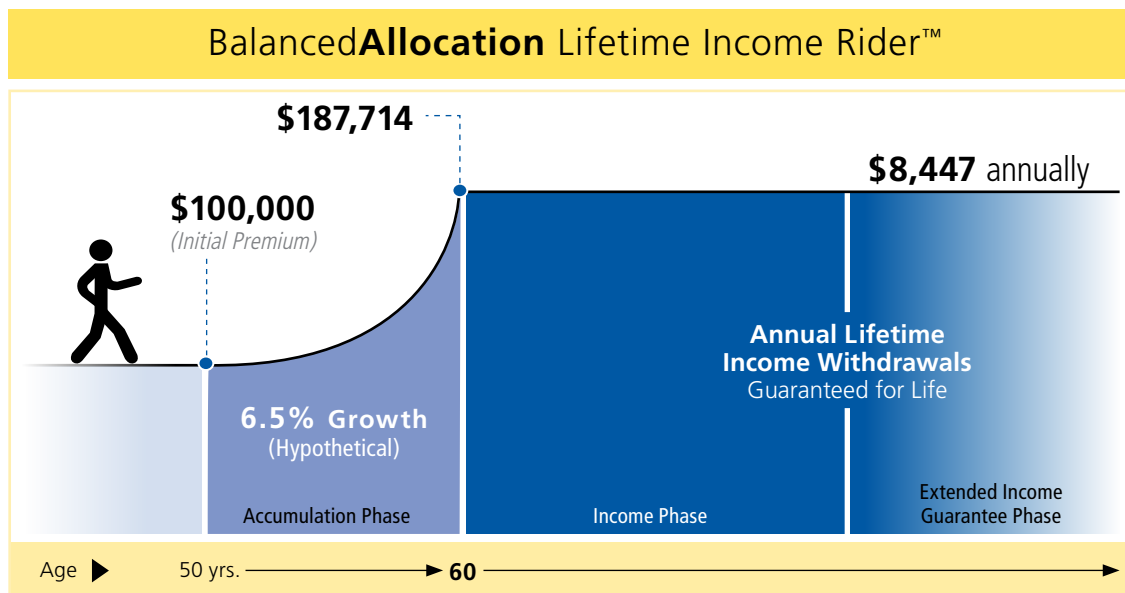 BalancedAllocation Lifetime Income Rider™
$187,714
$8,447 annually
$100,000
(Initial Premium)
Annual Lifetime
Income Withdrawals
Guaranteed for Life
6.5% Growth
(Hypothetical)
Accumulation Phase
Income Phase
Extended Income
Guarantee Phase
Age 50 yrs. 60